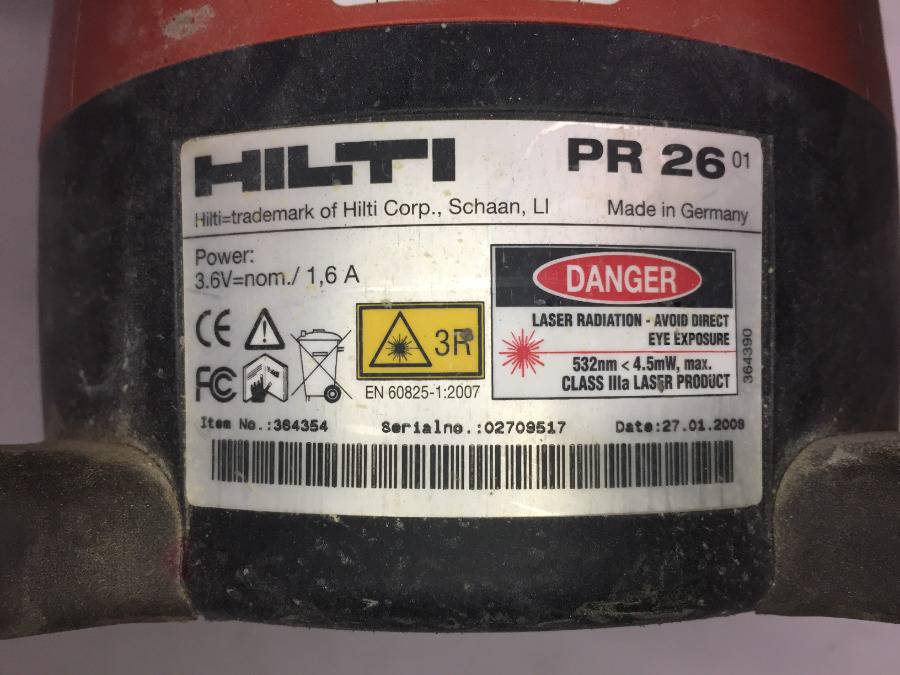 HILTI
PR 26 01
Hilti=trademark of Hilti Corp., Schaan, LI
Made in Germany
Power:
3.6V=nom./ 1,6 A
DANGER
LASER RADIATION - AVOID DIRECT
EYE EXPOSURE
532nm < 4.5mW, max.
CLASS IIIa LASER PRODUCT
364390
CE
FC
3R
EN 60825-1:2007
Item No.:364354
Serialno.:02709517
Date:27.01.2009